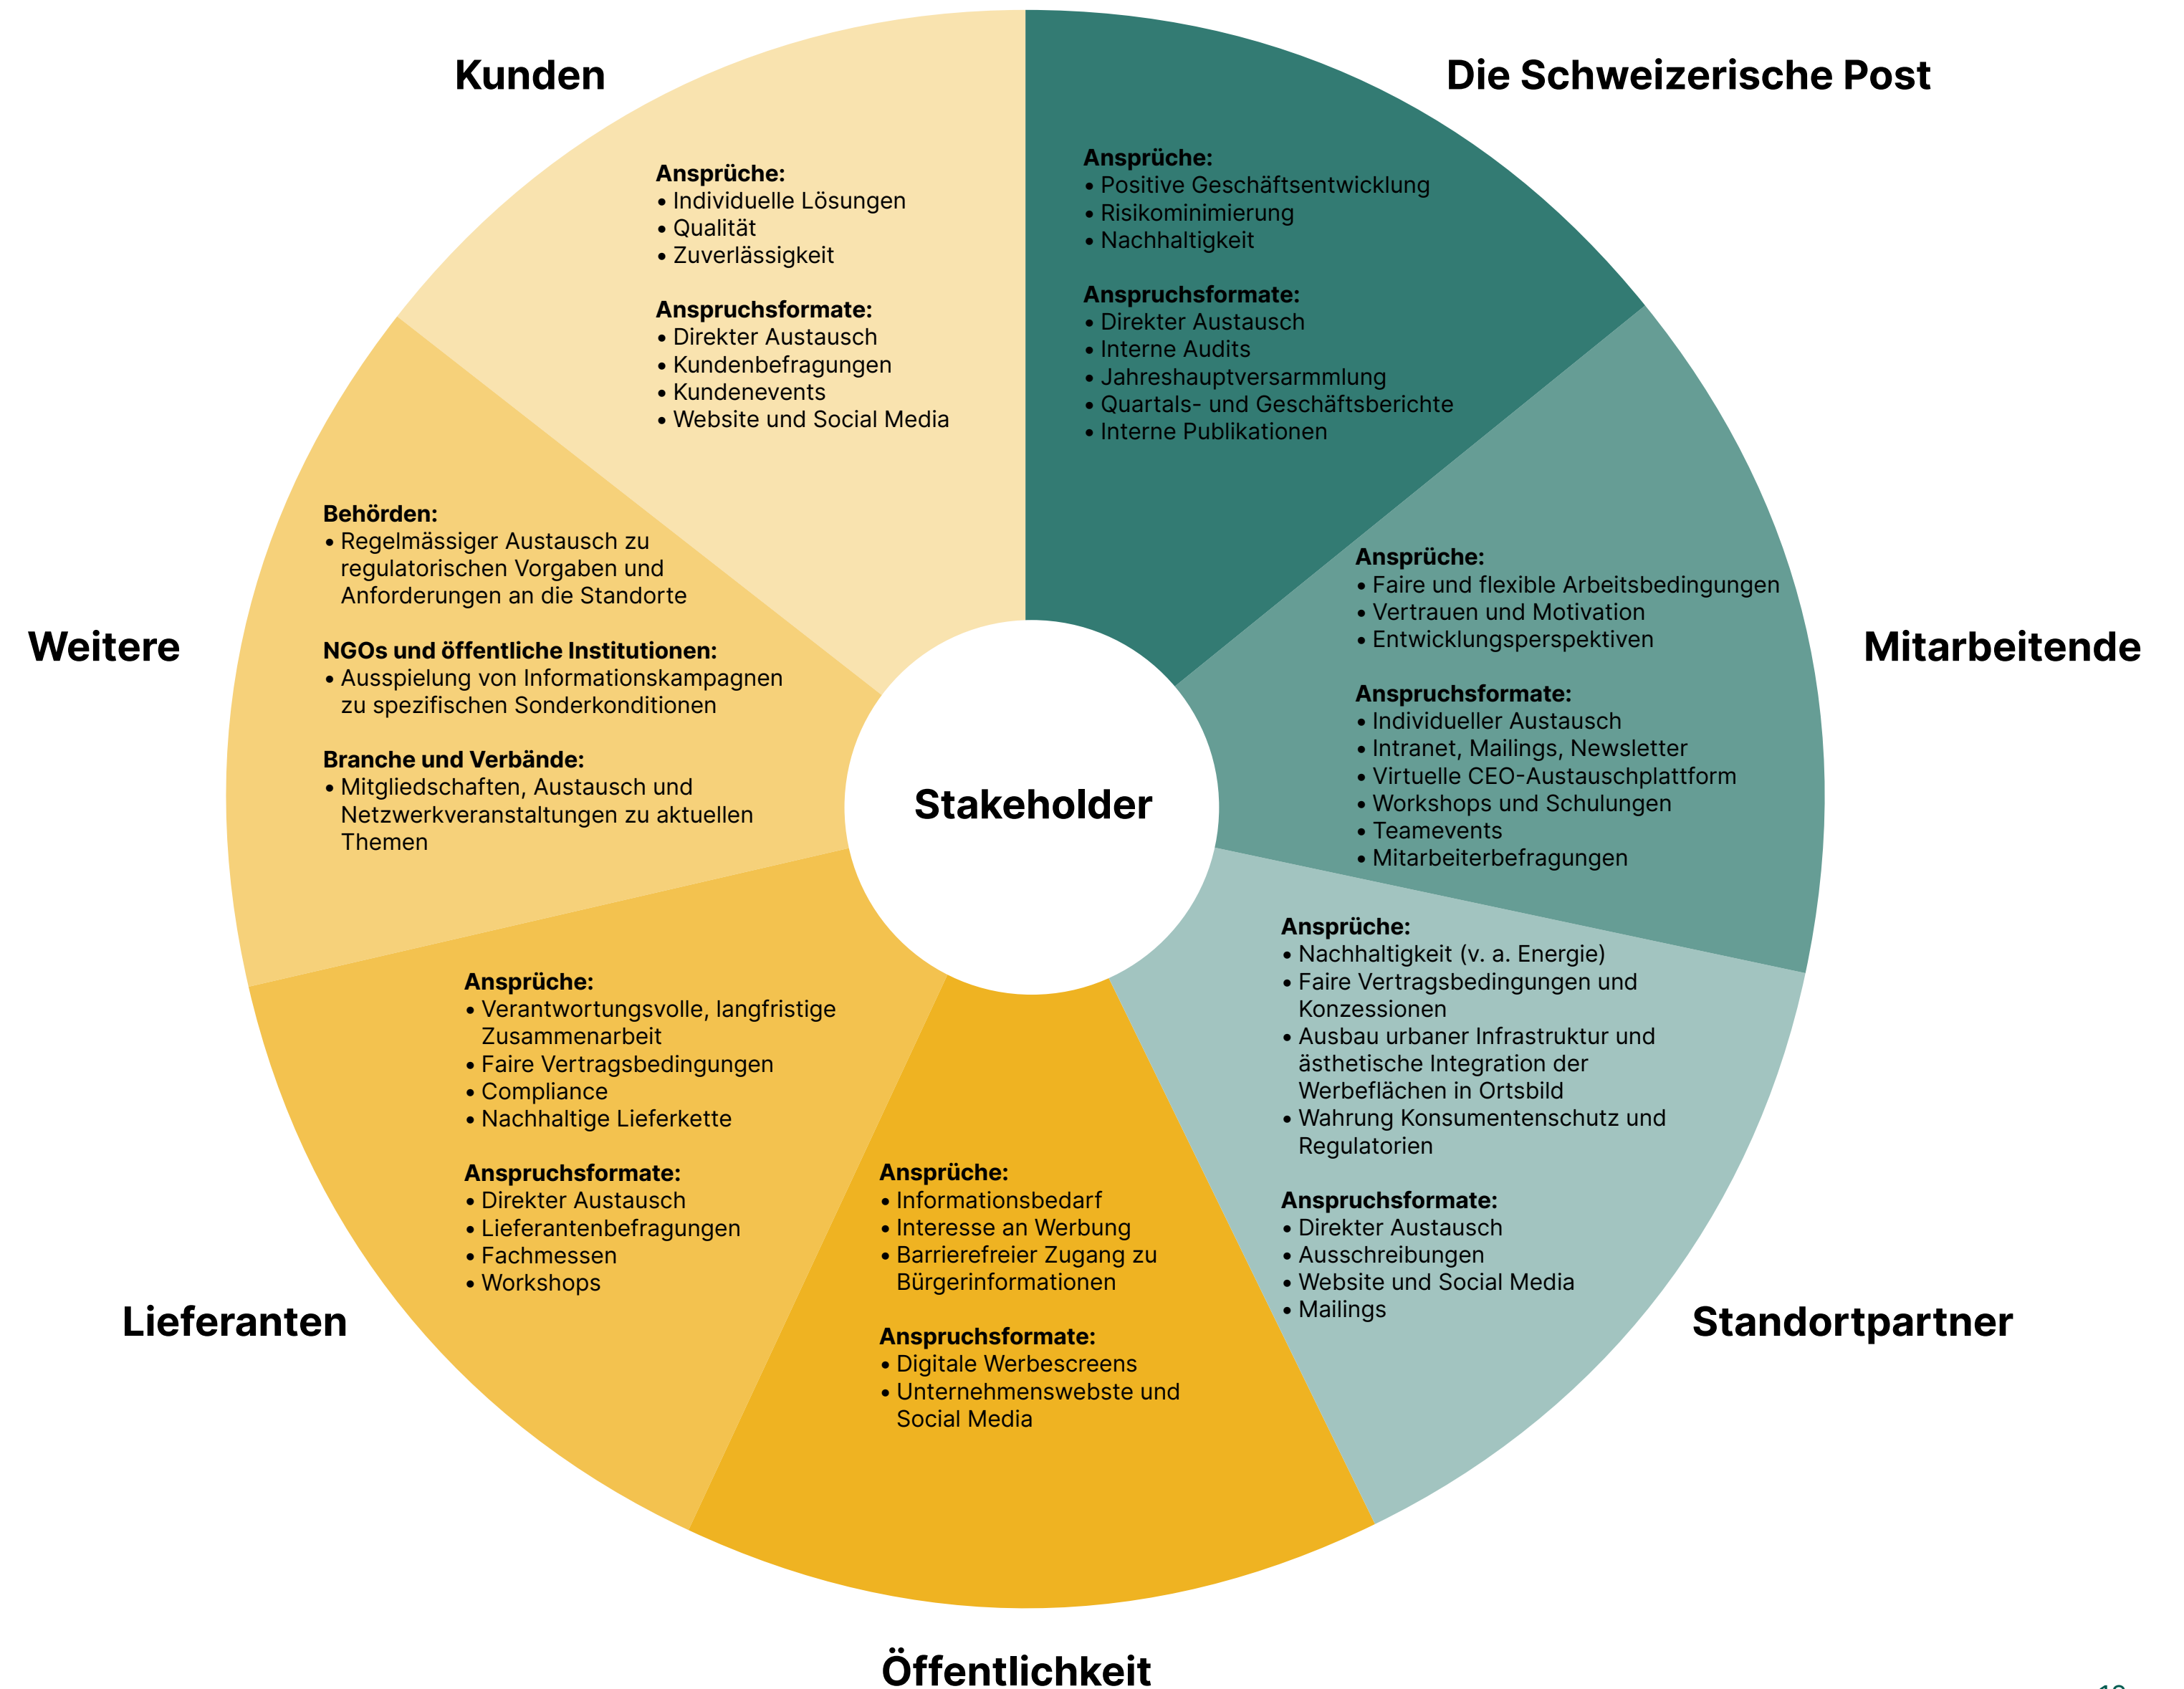 Kunden
Ansprüche:
• Individuelle Lösungen
• Qualität
• Zuverlässigkeit
Anspruchsformate:
• Direkter Austausch
• Kundenbefragungen
• Kundenevents
• Website und Social Media
Die Schweizerische Post
Ansprüche:
• Positive Geschäftsentwicklung
• Risikominimierung
• Nachhaltigkeit
Anspruchsformate:
• Direkter Austausch
• Interne Audits
• Jahreshauptversarmmlung
• Quartals- und Geschäftsberichte
• Interne Publikationen
Mitarbeitende
Ansprüche:
• Faire und flexible Arbeitsbedingungen
• Vertrauen und Motivation
• Entwicklungsperspektiven
Anspruchsformate:
• Individueller Austausch
• Intranet, Mailings, Newsletter
• Virtuelle CEO-Austauschplattform
• Workshops und Schulungen
• Teamevents
• Mitarbeiterbefragungen
Weitere
Behörden:
• Regelmässiger Austausch zu
regulatorischen Vorgaben und
Anforderungen an die Standorte
NGOs und öffentliche Institutionen:
• Ausspielung von Informationskampagnen
zu spezifischen Sonderkonditionen
Branche und Verbände:
• Mitgliedschaften, Austausch und
Netzwerkveranstaltungen zu aktuellen
Themen
Stakeholder
Standortpartner
Ansprüche:
• Nachhaltigkeit (v. a. Energie)
• Faire Vertragsbedingungen und
Konzessionen
• Ausbau urbaner Infrastruktur und
ästhetische Integration der
Werbeflächen in Ortsbild
• Wahrung Konsumentenschutz und
Regulatorien
Anspruchsformate:
• Direkter Austausch
• Ausschreibungen
• Website und Social Media
• Mailings
Lieferanten
Ansprüche:
• Verantwortungsvolle, langfristige
Zusammenarbeit
• Faire Vertragsbedingungen
• Compliance
• Nachhaltige Lieferkette
Anspruchsformate:
• Direkter Austausch
• Lieferantenbefragungen
• Fachmessen
• Workshops
Öffentlichkeit
Ansprüche:
• Informationsbedarf
• Interesse an Werbung
• Barrierefreier Zugang zu
Bürgerinformationen
Anspruchsformate:
• Digitale Werbescreens
• Unternehmenswebste und
Social Media